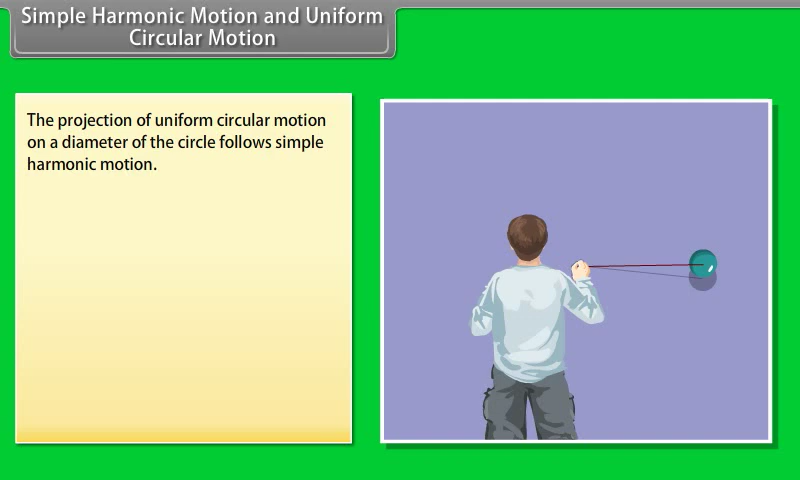 Simple Harmonic Motion and Uniform
Circular Motion
The projection of uniform circular motion
on a diameter of the circle follows simple
harmonic motion.